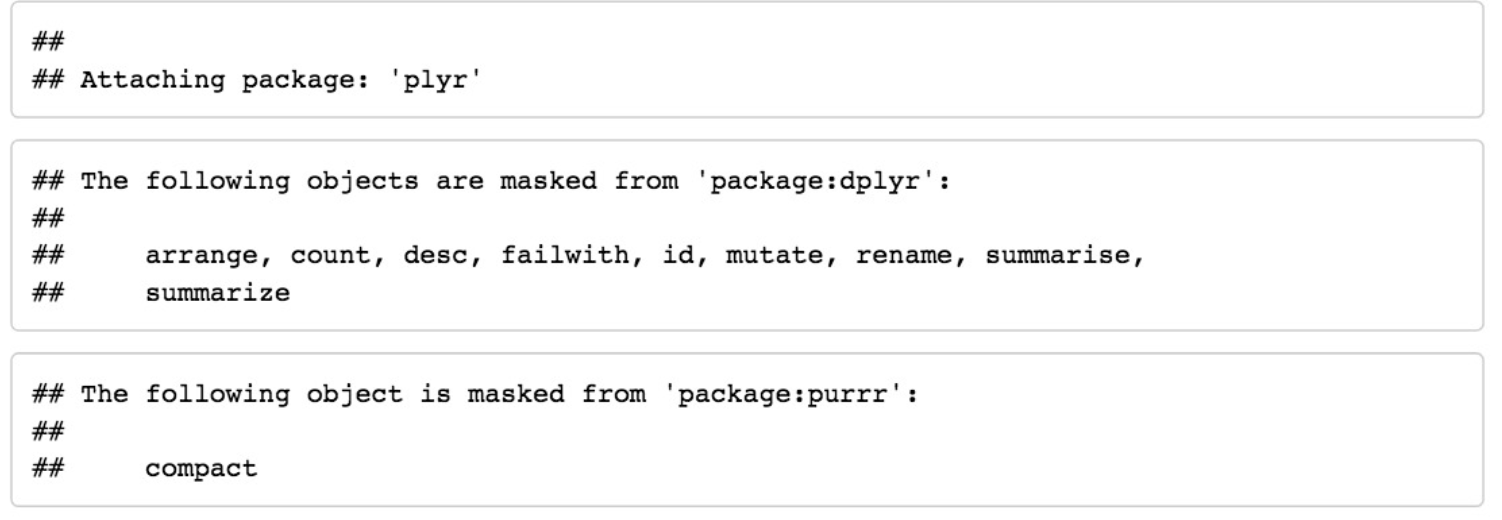 ##
## Attaching package: 'plyr'
## The following objects are masked from 'package:dplyr':
##
##     arrange, count, desc, failwith, id, mutate, rename, summarise,
##     summarize
## The following object is masked from 'package:purrr':
##
##     compact